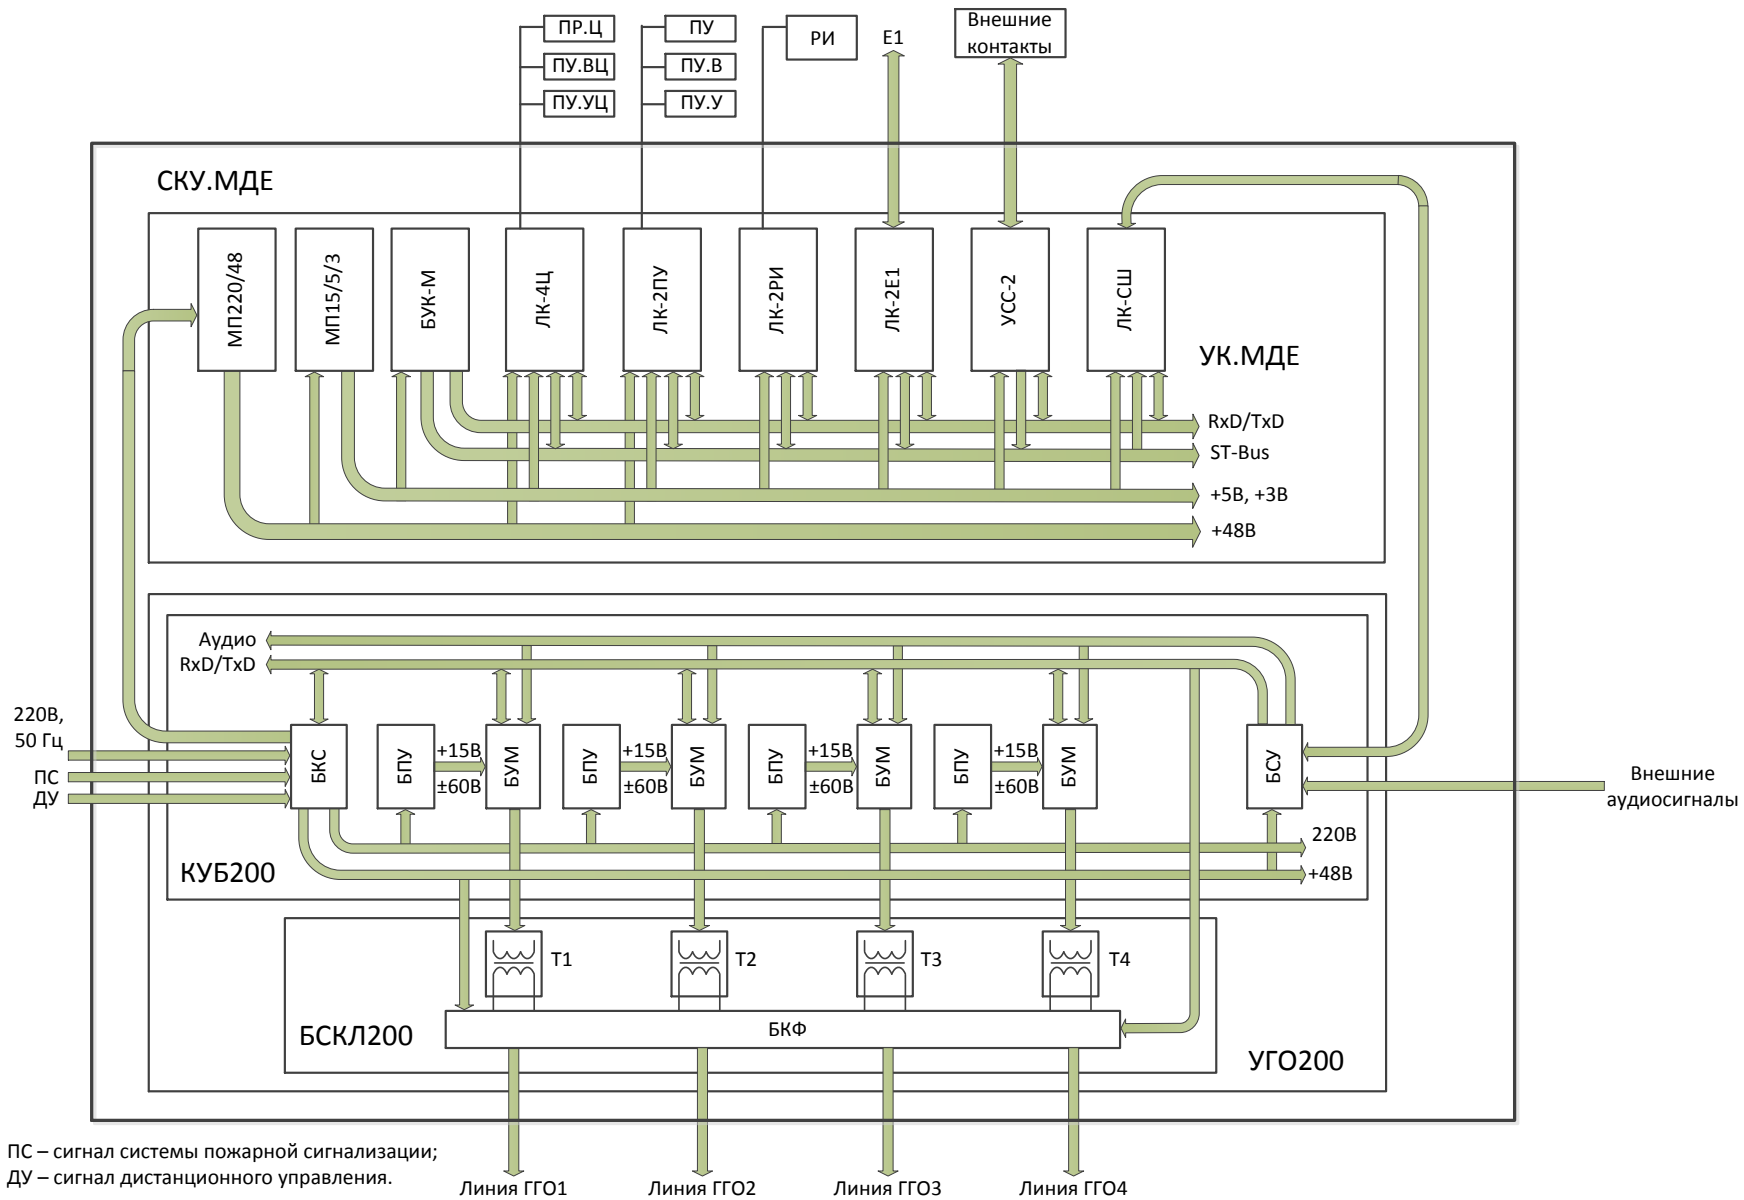 ПР.Ц
ПУ.ВЦ
ПУ.УЦ
ПУ
ПУ.В
ПУ.У
РИ
E1
Внешние
контакты
СКУ.МДЕ
МП220/48
МП15/5/3
БУК-М
ЛК-4Ц
ЛК-2ПУ
ЛК-2РИ
ЛК-2Е1
УСС-2
ЛК-СШ
УК.МДЕ
RxD/TxD
ST-Bus
+5В, +3В
+48В
Аудио
RxD/TxD
220В,
50 Гц
ПС
ДУ
БКС
БПУ
+15В
±60В
БУМ
БПУ
+15В
±60В
БУМ
БПУ
+15В
±60В
БУМ
БПУ
+15В
±60В
БУМ
БСУ
Внешние
аудиосигналы
220В
+48В
КУБ200
Т1
Т2
Т3
Т4
БКФ
БСКЛ200
УГО200
ПС – сигнал системы пожарной сигнализации;
ДУ – сигнал дистанционного управления.
Линия ГГО1
Линия ГГО2
Линия ГГО3
Линия ГГО4